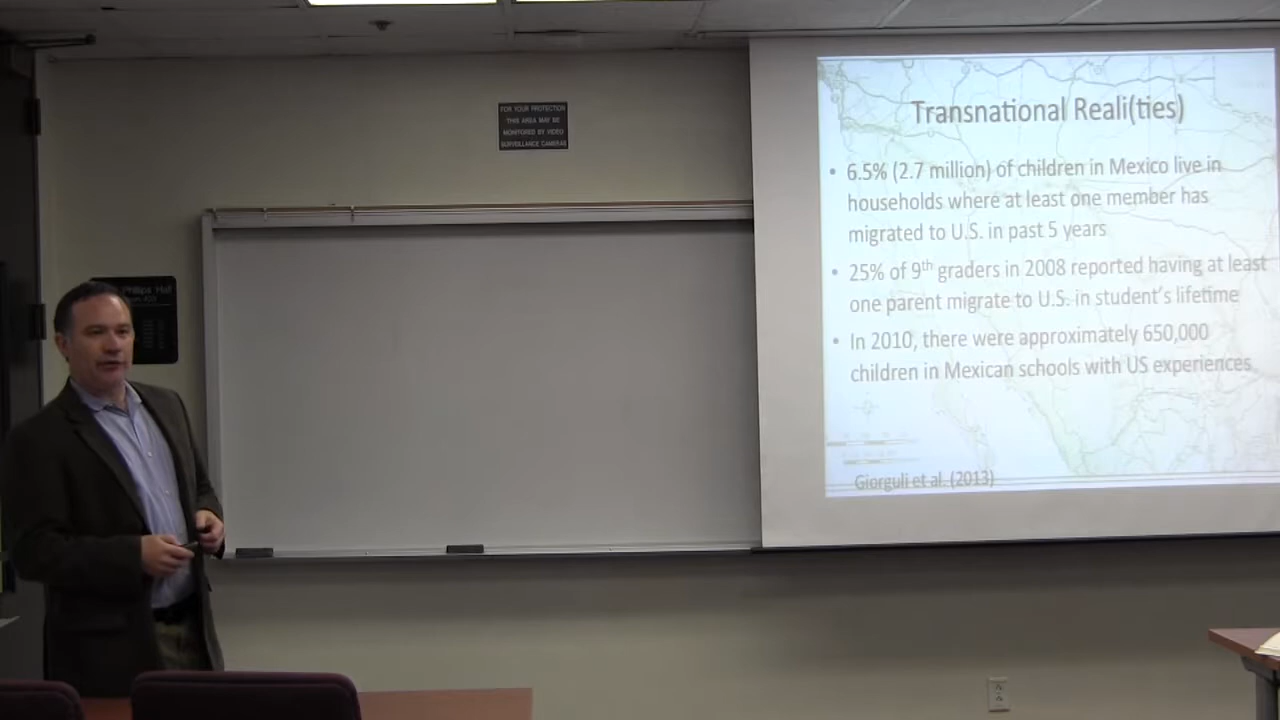 FOR YOUR PROTECTION
THIS AREA MAY BE
MONITORED BY VIDEO
SURVEILLANCE CAMERAS
Phillips Hall
Transnational Reali(ties)
• 6.5% (2.7 million) of children in Mexico live in
households where at least one member has
migrated to U.S. in past 5 years
• 25% of 9th graders in 2008 reported having at least
one parent migrate to U.S. in student's lifetime
• In 2010, there were approximately 650,000
children in Mexican schools with US experiences
Giorguli et al. (2013)